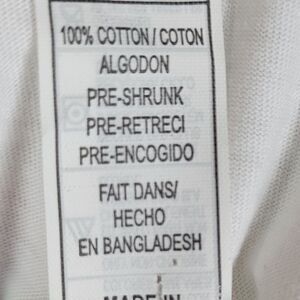 100% COTTON / COTON
ALGODON
PRE-SHRUNK
PRE-RETRECI
PRE-ENCOGIDO
FAIT DANS/
HECHO
EN BANGLADESH
MADE IN